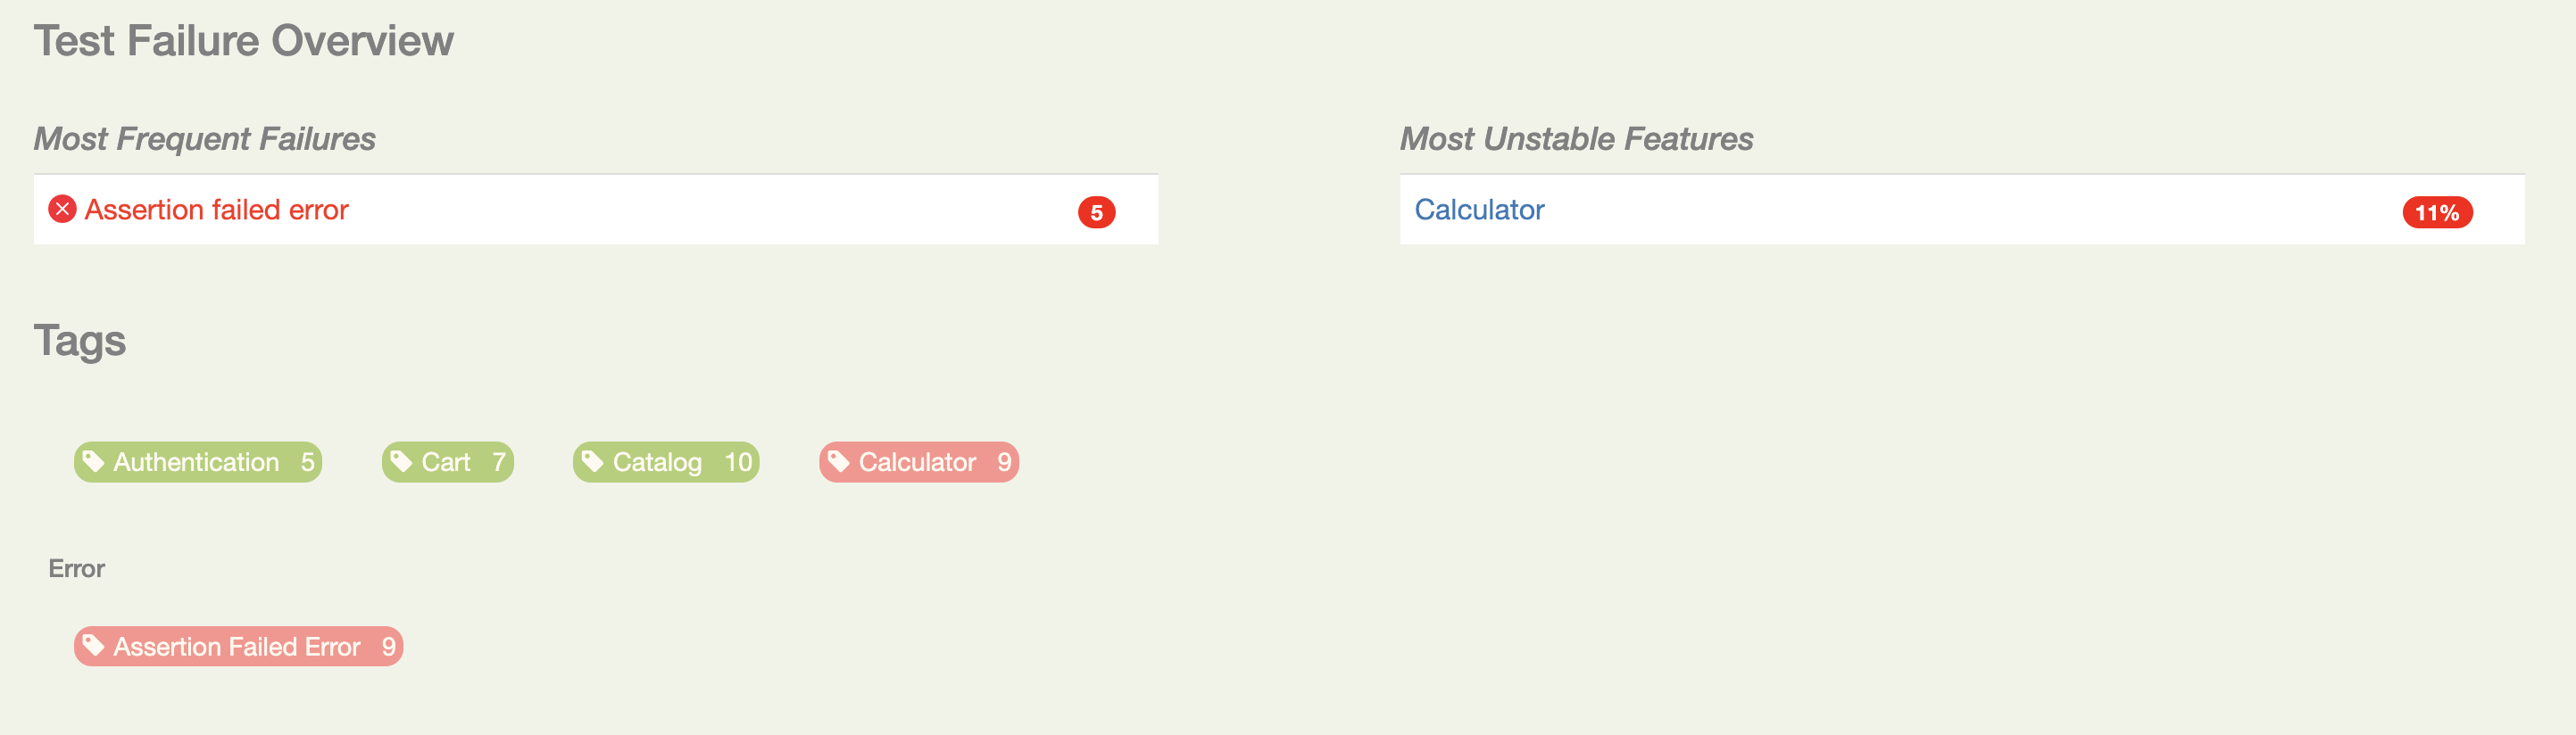 Test Failure Overview
Most Frequent Failures
Assertion failed error 5
Most Unstable Features
Calculator 11%
Tags
Authentication 5 Cart 7 Catalog 10 Calculator 9
Error
Assertion Failed Error 9